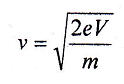 v = √(2eV/m)